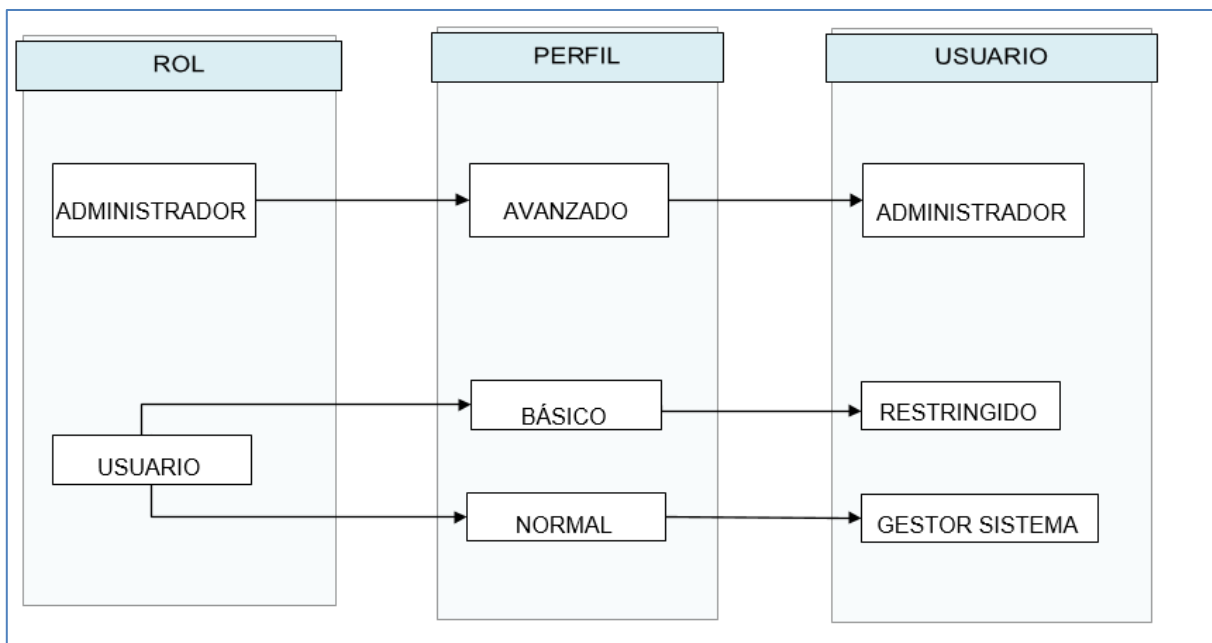 ROL
PERFIL
USUARIO
ADMINISTRADOR
AVANZADO
ADMINISTRADOR
BÁSICO
RESTRINGIDO
USUARIO
NORMAL
GESTOR SISTEMA